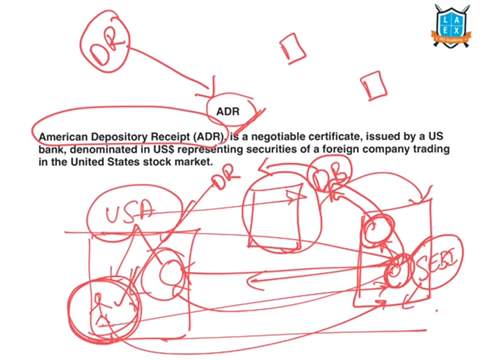 DR
L A
E X
ADR
American Depository Receipt (ADR), is a negotiable certificate, issued by a US
bank, denominated in US$ representing securities of a foreign company trading
in the United States stock market.
DR
DB
USA
SEBI